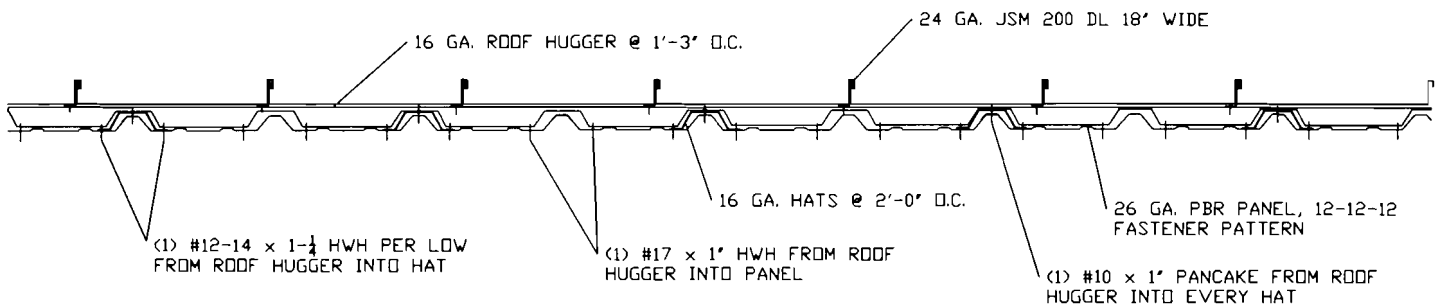 24 GA. JSM 200 DL 18" WIDE
16 GA. ROOF HUGGER @ 1'-3" O.C.
16 GA. HATS @ 2'-0" O.C.
26 GA. PBR PANEL, 12-12-12
FASTENER PATTERN
(1) #12-14 x 1-1/4 HWH PER LOW
FROM ROOF HUGGER INTO HAT
(1) #17 x 1" HWH FROM ROOF
HUGGER INTO PANEL
(1) #10 x 1" PANCAKE FROM ROOF
HUGGER INTO EVERY HAT